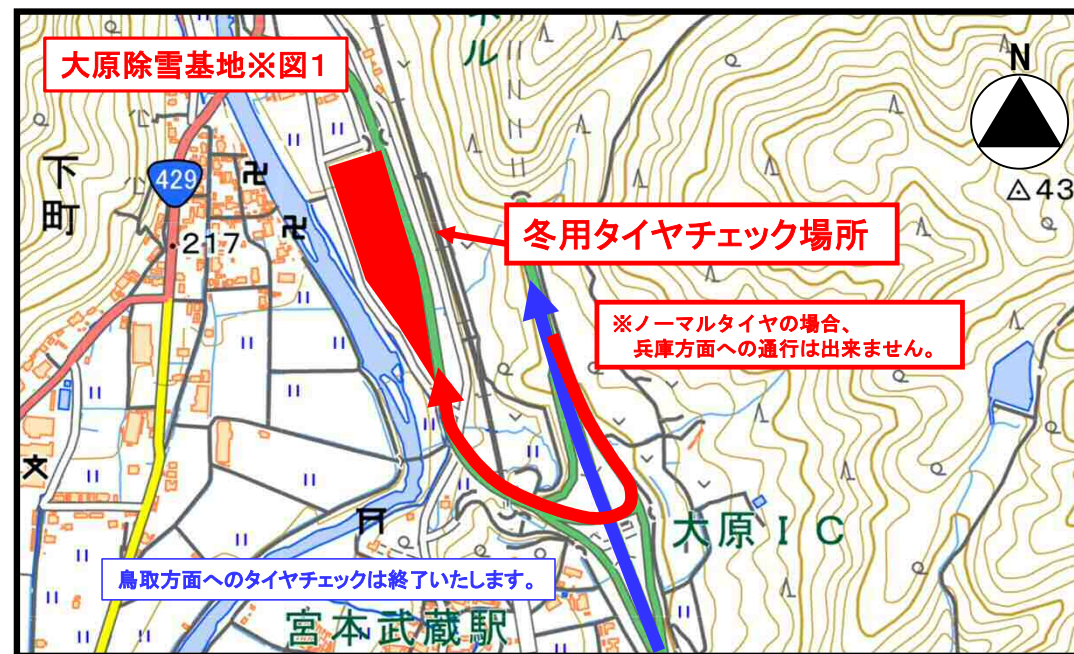 ネル
大原除雪基地※図1
N
下町
429
43
217
冬用タイヤチェック場所
※ノーマルタイヤの場合、
兵庫方面への通行は出来ません。
大原IC
鳥取方面へのタイヤチェックは終了いたします。
宮本武蔵駅